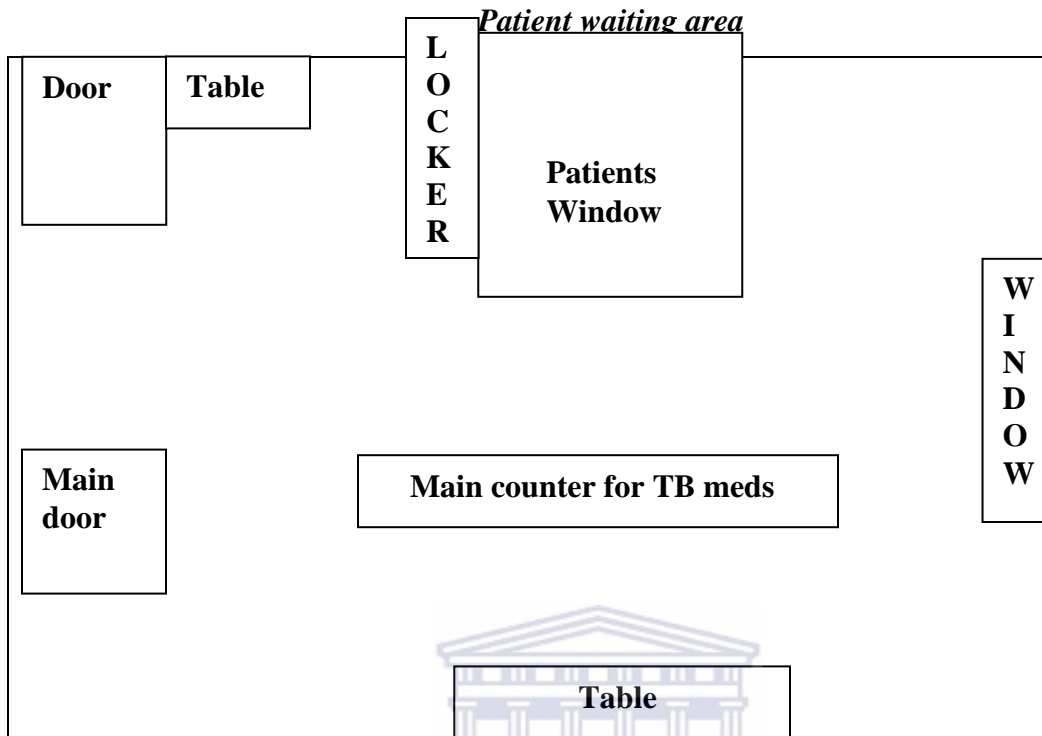 Patient waiting area
Door
Table
L
O
C
K
E
R
Patients
Window
W
I
N
D
O
W
Main
door
Main counter for TB meds
Table